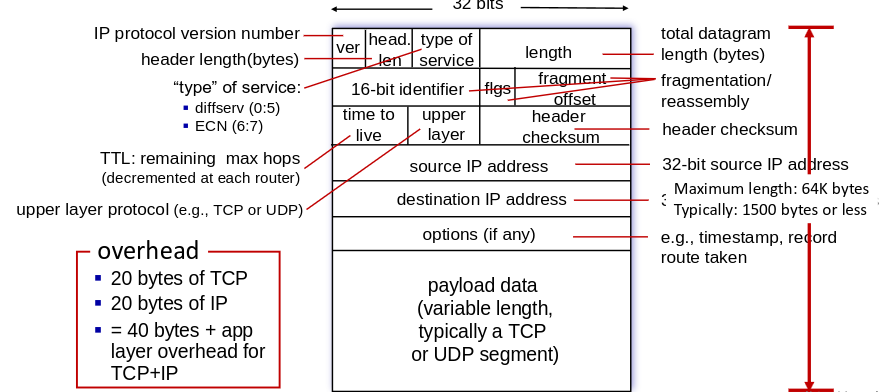 32 bits
IP protocol version number
header length(bytes)
“type” of service:
▪ diffserv (0:5)
▪ ECN (6:7)
TTL: remaining max hops
(decremented at each router)
upper layer protocol (e.g., TCP or UDP)
overhead
▪ 20 bytes of TCP
▪ 20 bytes of IP
▪ = 40 bytes + app
layer overhead for
TCP+IP
ver
head.
len
type of
service
length
16-bit identifier
flgs
fragment
offset
time to
live
upper
layer
header
checksum
source IP address
destination IP address
options (if any)
payload data
(variable length,
typically a TCP
or UDP segment)
total datagram
length (bytes)
fragmentation/
reassembly
header checksum
32-bit source IP address
Maximum length: 64K bytes
Typically: 1500 bytes or less
e.g., timestamp, record
route taken